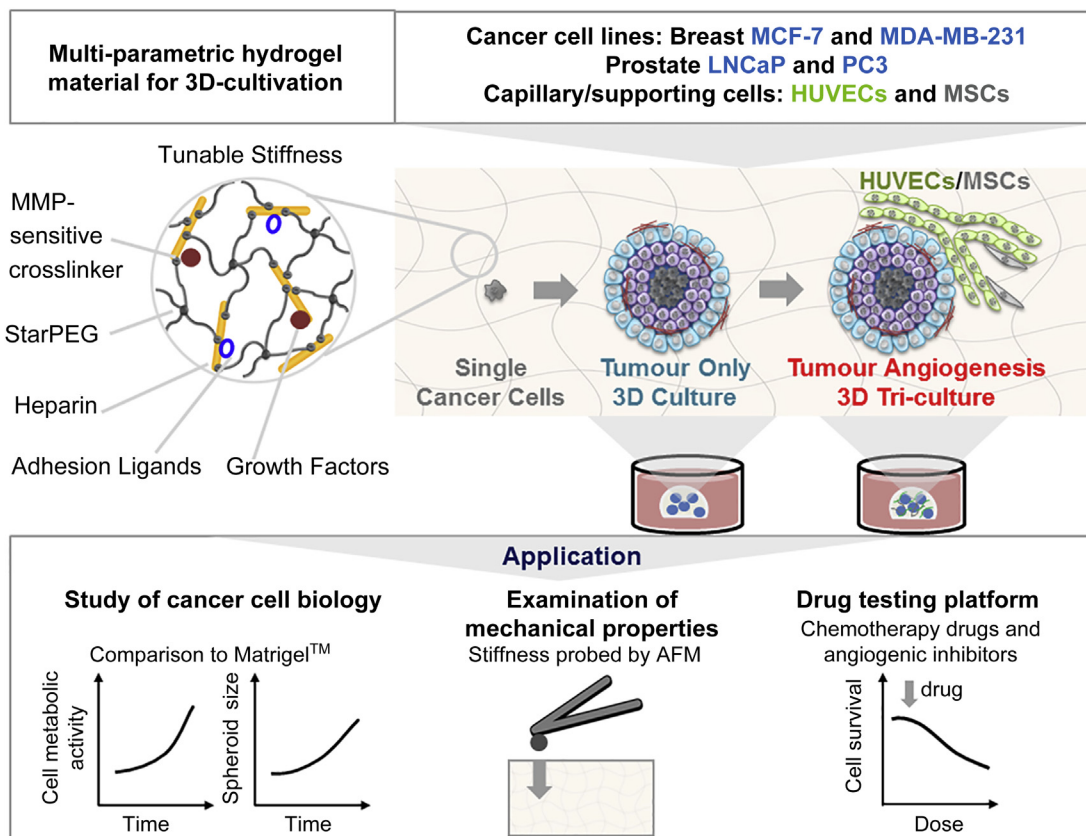 Multi-parametric hydrogel
material for 3D-cultivation
Cancer cell lines: Breast MCF-7 and MDA-MB-231
Prostate LNCaP and PC3
Capillary/supporting cells: HUVECs and MSCs
Tunable Stiffness
MMP-
sensitive
crosslinker
StarPEG
Heparin
Adhesion Ligands
Growth Factors
HUVECs/MSCs
Single
Cancer Cells
Tumour Only
3D Culture
Tumour Angiogenesis
3D Tri-culture
Application
Study of cancer cell biology
Comparison to Matrigel™
Cell metabolic
activity
Time
Spheroid size
Time
Examination of
mechanical properties
Stiffness probed by AFM
Drug testing platform
Chemotherapy drugs and
angiogenic inhibitors
drug
Cell survival
Dose